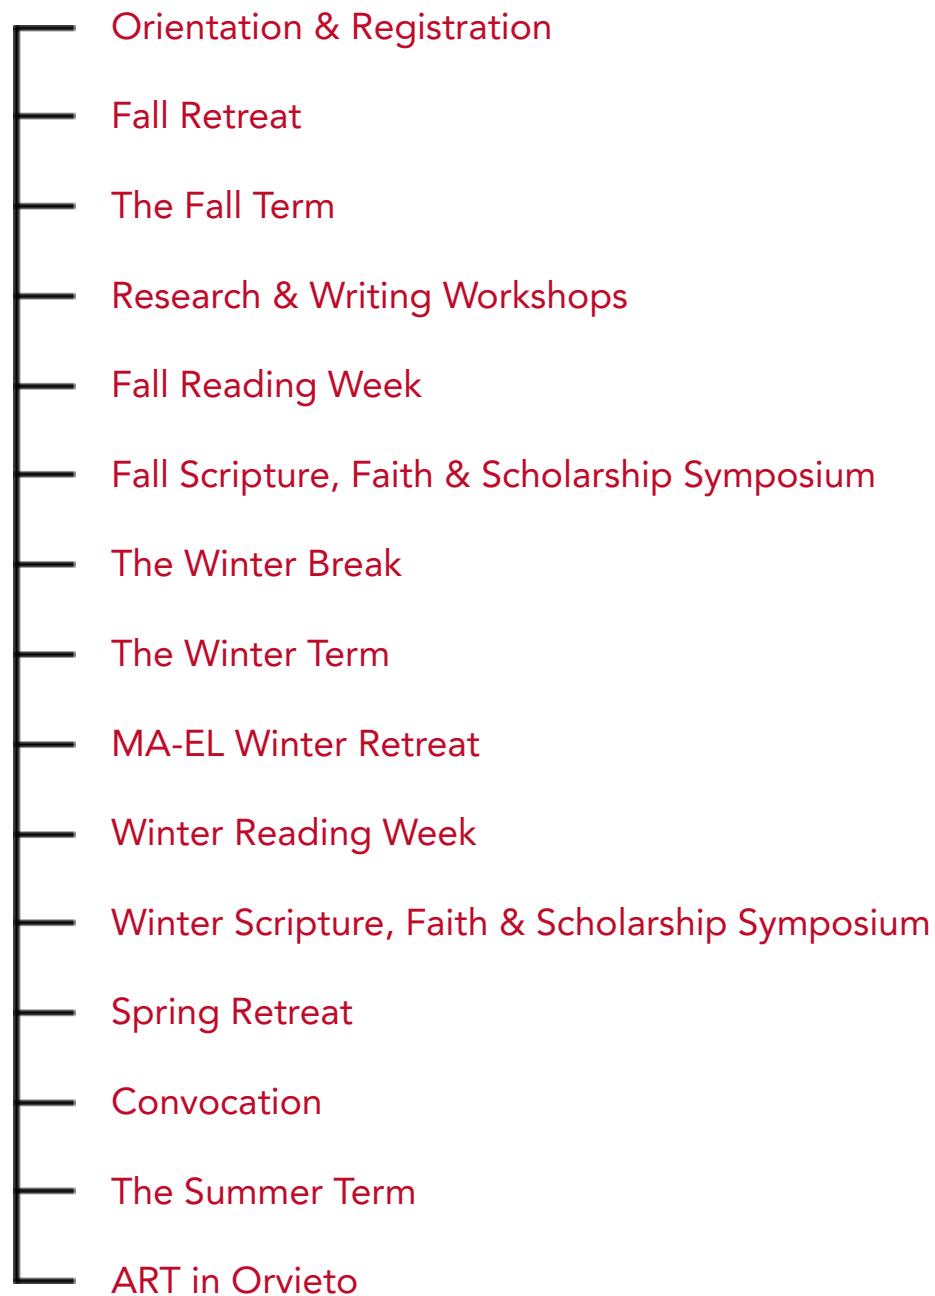 Orientation & Registration
Fall Retreat
The Fall Term
Research & Writing Workshops
Fall Reading Week
Fall Scripture, Faith & Scholarship Symposium
The Winter Break
The Winter Term
MA-EL Winter Retreat
Winter Reading Week
Winter Scripture, Faith & Scholarship Symposium
Spring Retreat
Convocation
The Summer Term
ART in Orvieto